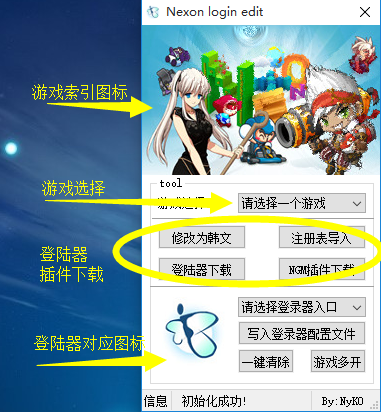 Nexon login edit
游戏索引图标
tool
游戏选择
游戏选择
请选择一个游戏
修改为韩文
注册表导入
登陆器
插件下载
登陆器下载
NGM插件下载
请选择登录器入口
登陆器对应图标
写入登录器配置文件
一键清除
游戏多开
信息
初始化成功!
By:NyKO